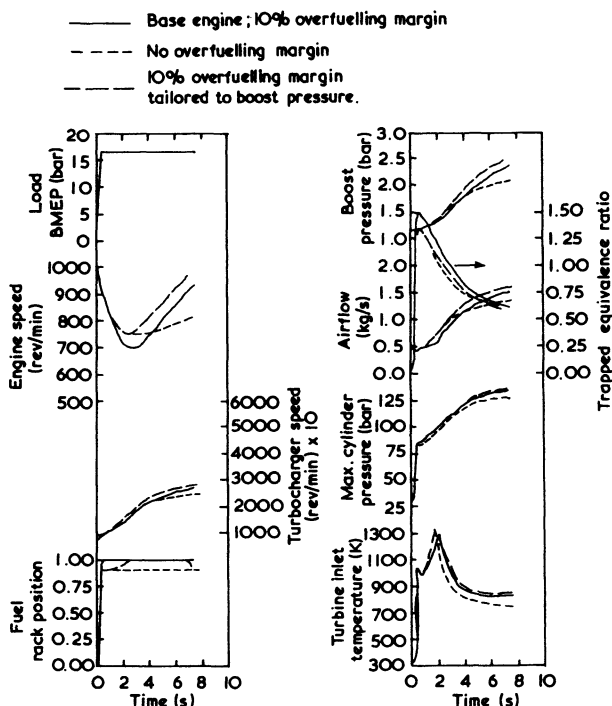 Base engine; 10% overfuelling margin
No overfuelling margin
10% overfuelling margin
tailored to boost pressure.
20
15
10
5
0
Load
BMEP (bar)
1000
900
800
700
600
500
Engine speed
(rev/min)
6000
5000
4000
3000
2000
1000
Turbocharger speed
(rev/min) x 10
1.00
0.75
0.50
0.25
0.00
Fuel
rack position
0 2 4 6 8 10
Time (s)
3.0
2.5
2.0
1.5
1.0
Boost
pressure (bar)
1.50
1.25
1.00
0.75
0.50
0.25
0.00
Trapped equivalence ratio
2.0
1.5
1.0
0.5
0.0
Airflow
(kg/s)
125
100
75
50
25
Max. cylinder
pressure (bar)
1300
1100
900
700
500
300
Turbine Inlet
temperature (K)
0 2 4 6 8 10
Time (s)